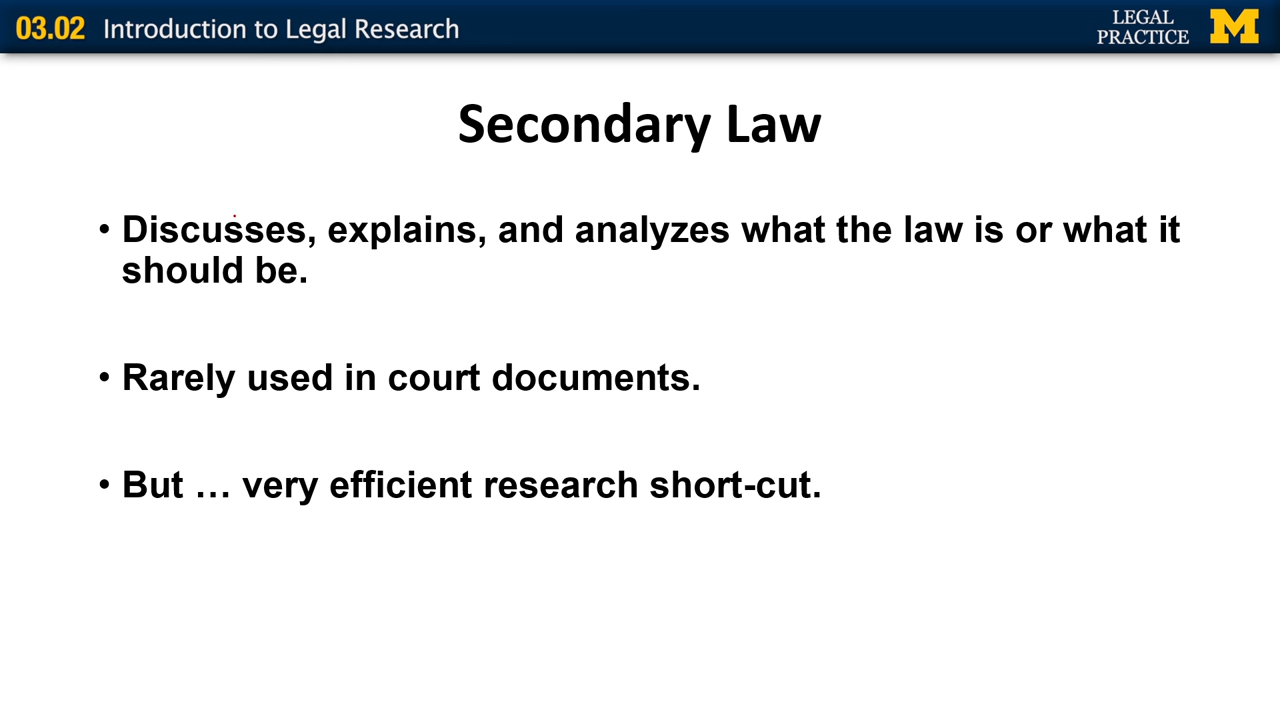 03.02 Introduction to Legal Research
LEGAL
PRACTICE
M
Secondary Law
• Discusses, explains, and analyzes what the law is or what it
should be.
• Rarely used in court documents.
• But … very efficient research short-cut.